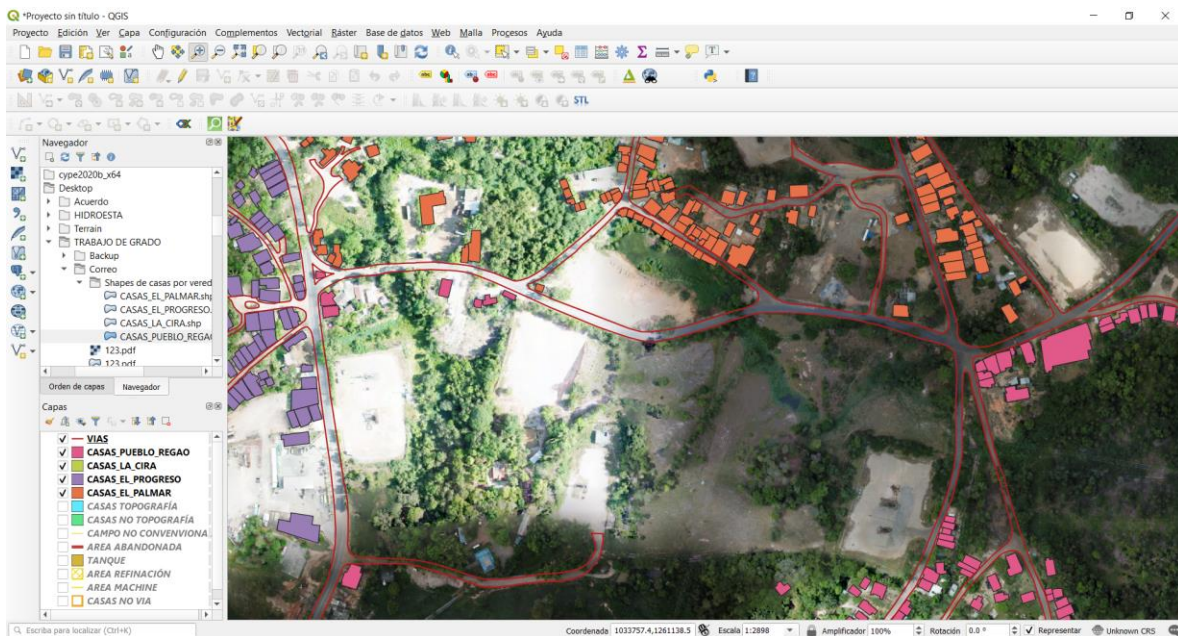 *Proyecto sin título - QGIS
Proyecto Edición Ver Capa Configuración Complementos Vectorial Ráster Base de datos Web Malla Procesos Ayuda
STL
Navegador
cype2020b_x64
Desktop
Acuerdo
HIDROESTA
Terrain
TRABAJO DE GRADO
Backup
Correo
Shapes de casas por vered
CASAS_EL_PALMAR.shp
CASAS_EL_PROGRESO.
CASAS_LA_CIRA.shp
CASAS_PUEBLO_REGAO
123.pdf
123.pdf
Orden de capas Navegador
Capas
VIAS
CASAS_PUEBLO_REGAO
CASAS_LA_CIRA
CASAS_EL_PROGRESO
CASAS_EL_PALMAR
CASAS TOPOGRAFÍA
CASAS NO TOPOGRAFÍA
CAMPO NO CONVENVIONA
AREA ABANDONADA
TANQUE
AREA REFINACIÓN
AREA MACHINE
CASAS NO VIA
Escriba para localizar (Ctrl+K) Coordenada 1033757.4,1261138.5 Escala 1:2898 Amplificador 100% Rotación 0.0 ° Representar Unknown CRS